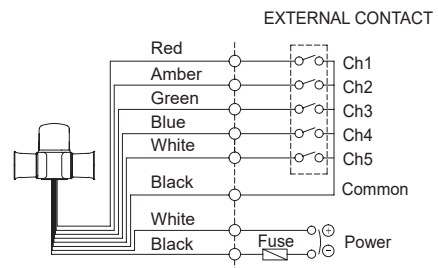 EXTERNAL CONTACT
Red
Ch1
Amber
Ch2
Green
Ch3
Blue
Ch4
White
Ch5
Black
Common
White
Black
Fuse
+
−
Power